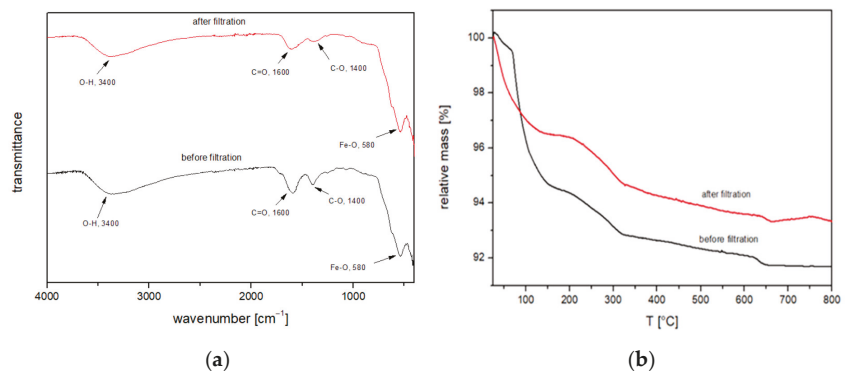 after filtration
O-H, 3400
C=O, 1600
C-O, 1400
Fe-O, 580
before filtration
O-H, 3400
C=O, 1600
C-O, 1400
Fe-O, 580
transmittance
4000 3000 2000 1000
wavenumber [cm⁻¹]
(a)
100
98
96
94
92
relative mass [%]
after filtration
before filtration
100 200 300 400 500 600 700 800
T [°C]
(b)